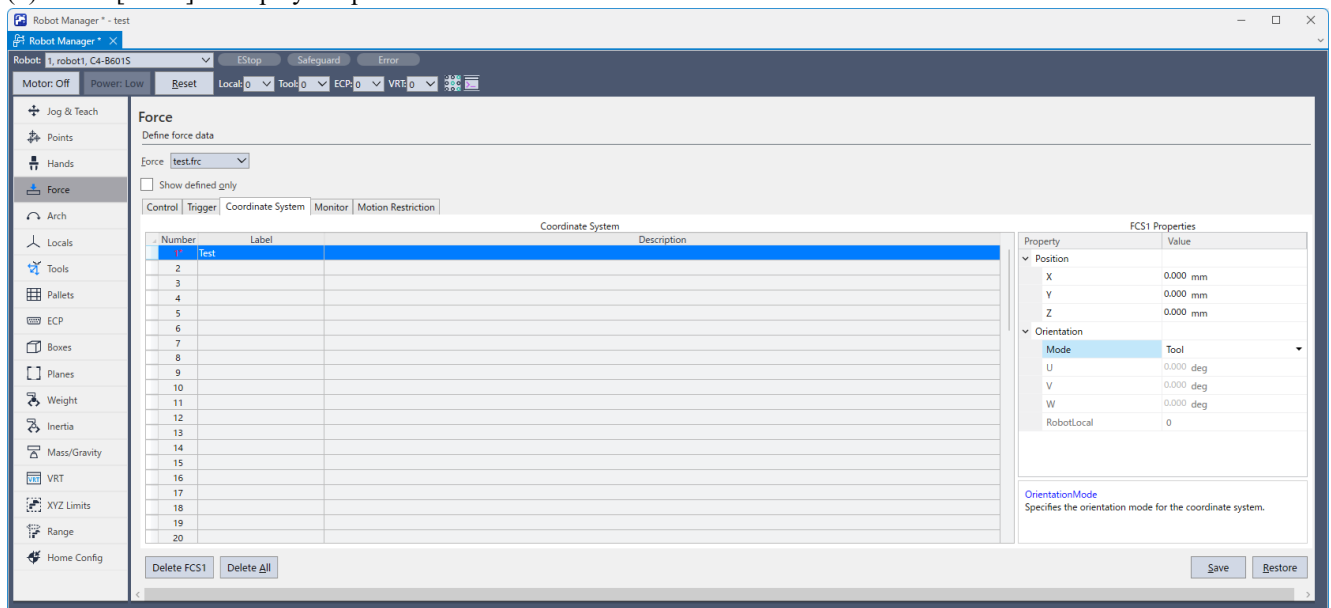 Robot Manager * - test
Robot Manager *
Robot: 1, robot1, C4-B601S EStop Safeguard Error
Motor: Off Power: Low Reset Local: 0 Tool: 0 ECP: 0 VRT: 0
Jog & Teach
Points
Hands
Force
Arch
Locals
Tools
Pallets
ECP
Boxes
Planes
Weight
Inertia
Mass/Gravity
VRT
XYZ Limits
Range
Home Config
Force
Define force data
Force test.frc
Show defined only
Control Trigger Coordinate System Monitor Motion Restriction
Coordinate System
Number Label Description
1* Test
2
3
4
5
6
7
8
9
10
11
12
13
14
15
16
17
18
19
20
FCS1 Properties
Property Value
Position
X 0.000 mm
Y 0.000 mm
Z 0.000 mm
Orientation
Mode Tool
U 0.000 deg
V 0.000 deg
W 0.000 deg
RobotLocal 0
OrientationMode
Specifies the orientation mode for the coordinate system.
Delete FCS1 Delete All Save Restore